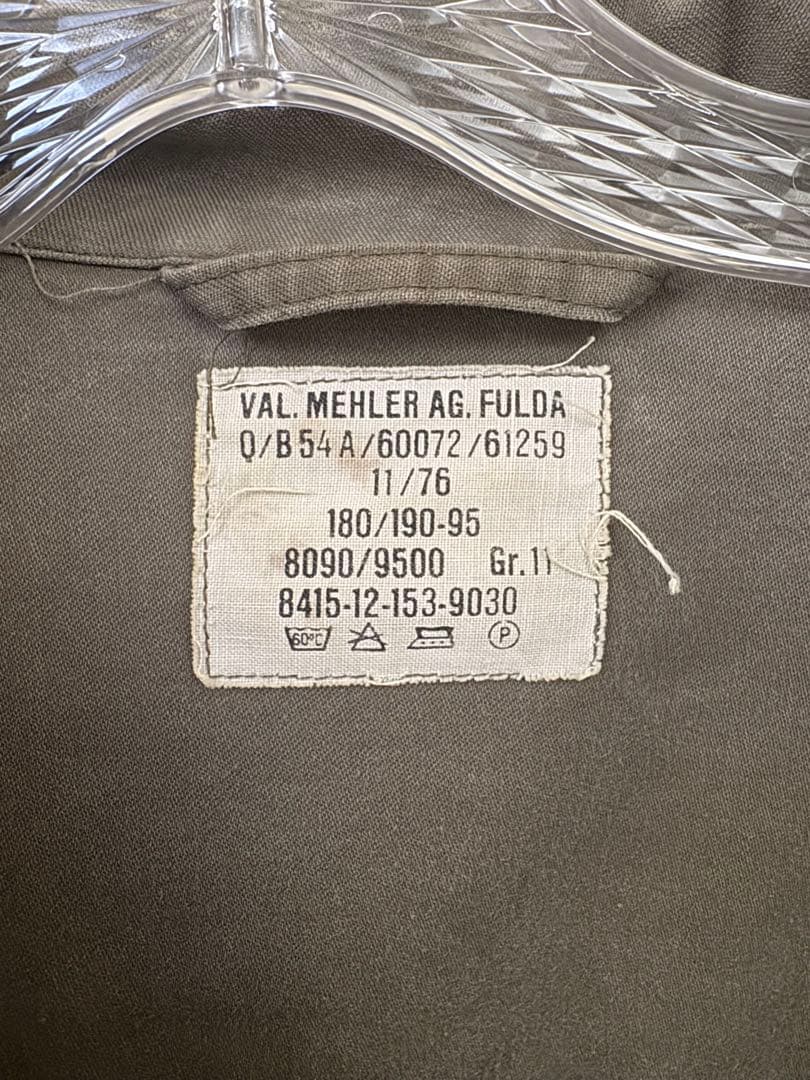 VAL. MEHLER AG. FULDA
Q/B 54 A/60072/61259
11/76
180/190-95
8090/9500 Gr.11
8415-12-153-9030
60°C P